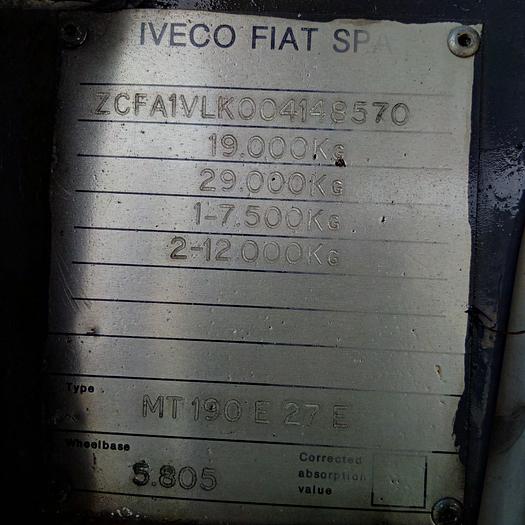 IVECO FIAT SPA
ZCFA1VLK004148570
19.000KG
29.000KG
1-7.500KG
2-12.000KG
Type
MT 190 E 27 E
Wheelbase
5.805
Corrected
absorption
value